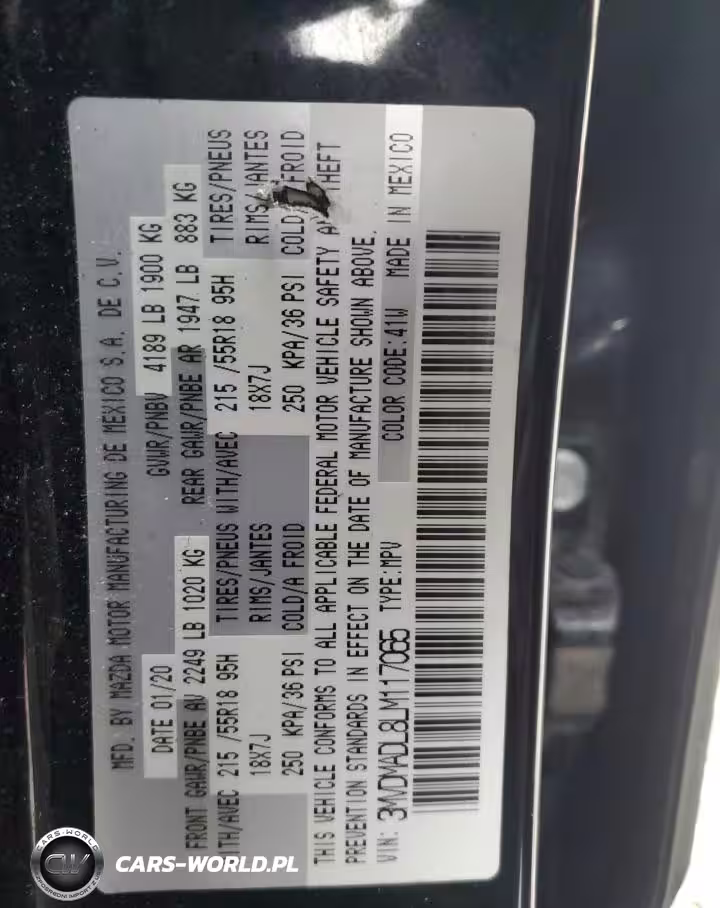 MFD. BY MAZDA MOTOR MANUFACTURING DE MEXICO S.A. DE C.V.
DATE 01/20 GVWR/PNBV 4189 LB 1900 KG
FRONT GAWR/PNBE AV 2249 LB 1020 KG REAR GAWR/PNBE AR 1947 LB 883 KG
ITH/AVEC 215 /55R18 95H TIRES/PNEUS WITH/AVEC 215 /55R18 95H TIRES/PNEUS
18X7J RIMS/JANTES 18X7J RIMS/JANTES
250 KPA/36 PSI COLD/A FROID 250 KPA/36 PSI COLD/ FROID
THIS VEHICLE CONFORMS TO ALL APPLICABLE FEDERAL MOTOR VEHICLE SAFETY A THEFT
PREVENTION STANDARDS IN EFFECT ON THE DATE OF MANUFACTURE SHOWN ABOVE.
VIN: 3MVDMADL8LM117065 TYPE:MPV COLOR CODE:41W MADE IN MEXICO
CARS-WORLD
CW
CARS-WORLD.PL